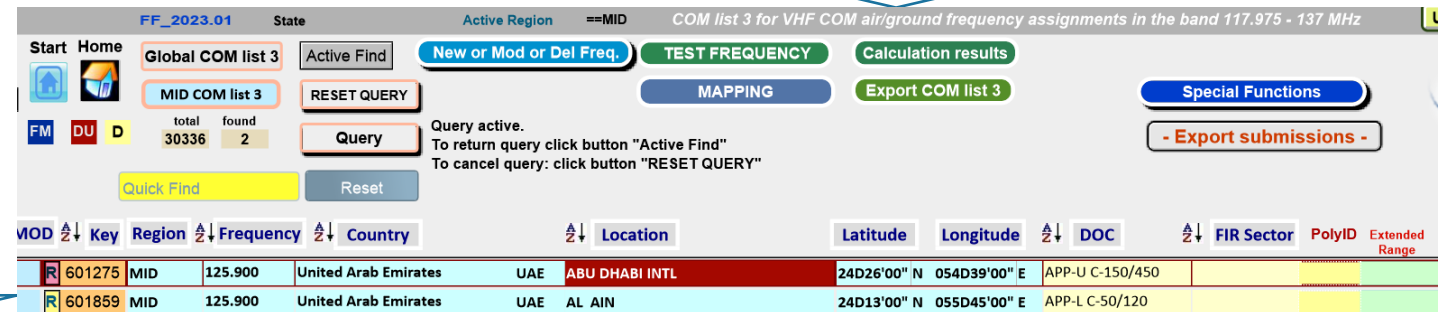 FF_2023.01 State Active Region ==MID COM list 3 for VHF COM air/ground frequency assignments in the band 117.975 - 137 MHz
Start Home Global COM list 3 Active Find New or Mod or Del Freq. TEST FREQUENCY Calculation results
MID COM list 3 RESET QUERY MAPPING Export COM list 3 Special Functions
FM DU D total found Query Query active. - Export submissions -
30336 2 To return query click button "Active Find"
To cancel query: click button "RESET QUERY"
Quick Find Reset
MOD Key Region Frequency Country Location Latitude Longitude DOC FIR Sector PolyID Extended Range
R 601275 MID 125.900 United Arab Emirates UAE ABU DHABI INTL 24D26'00" N 054D39'00" E APP-U C-150/450
R 601859 MID 125.900 United Arab Emirates UAE AL AIN 24D13'00" N 055D45'00" E APP-L C-50/120